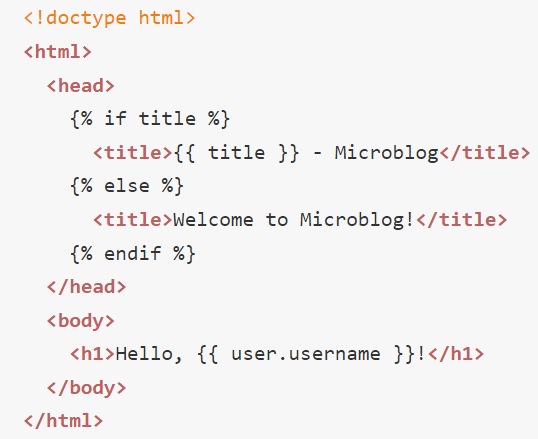 <!doctype html>
<html>
  <head>
    {% if title %}
      <title>{{ title }} - Microblog</title>
    {% else %}
      <title>Welcome to Microblog!</title>
    {% endif %}
  </head>
  <body>
    <h1>Hello, {{ user.username }}!</h1>
  </body>
</html>